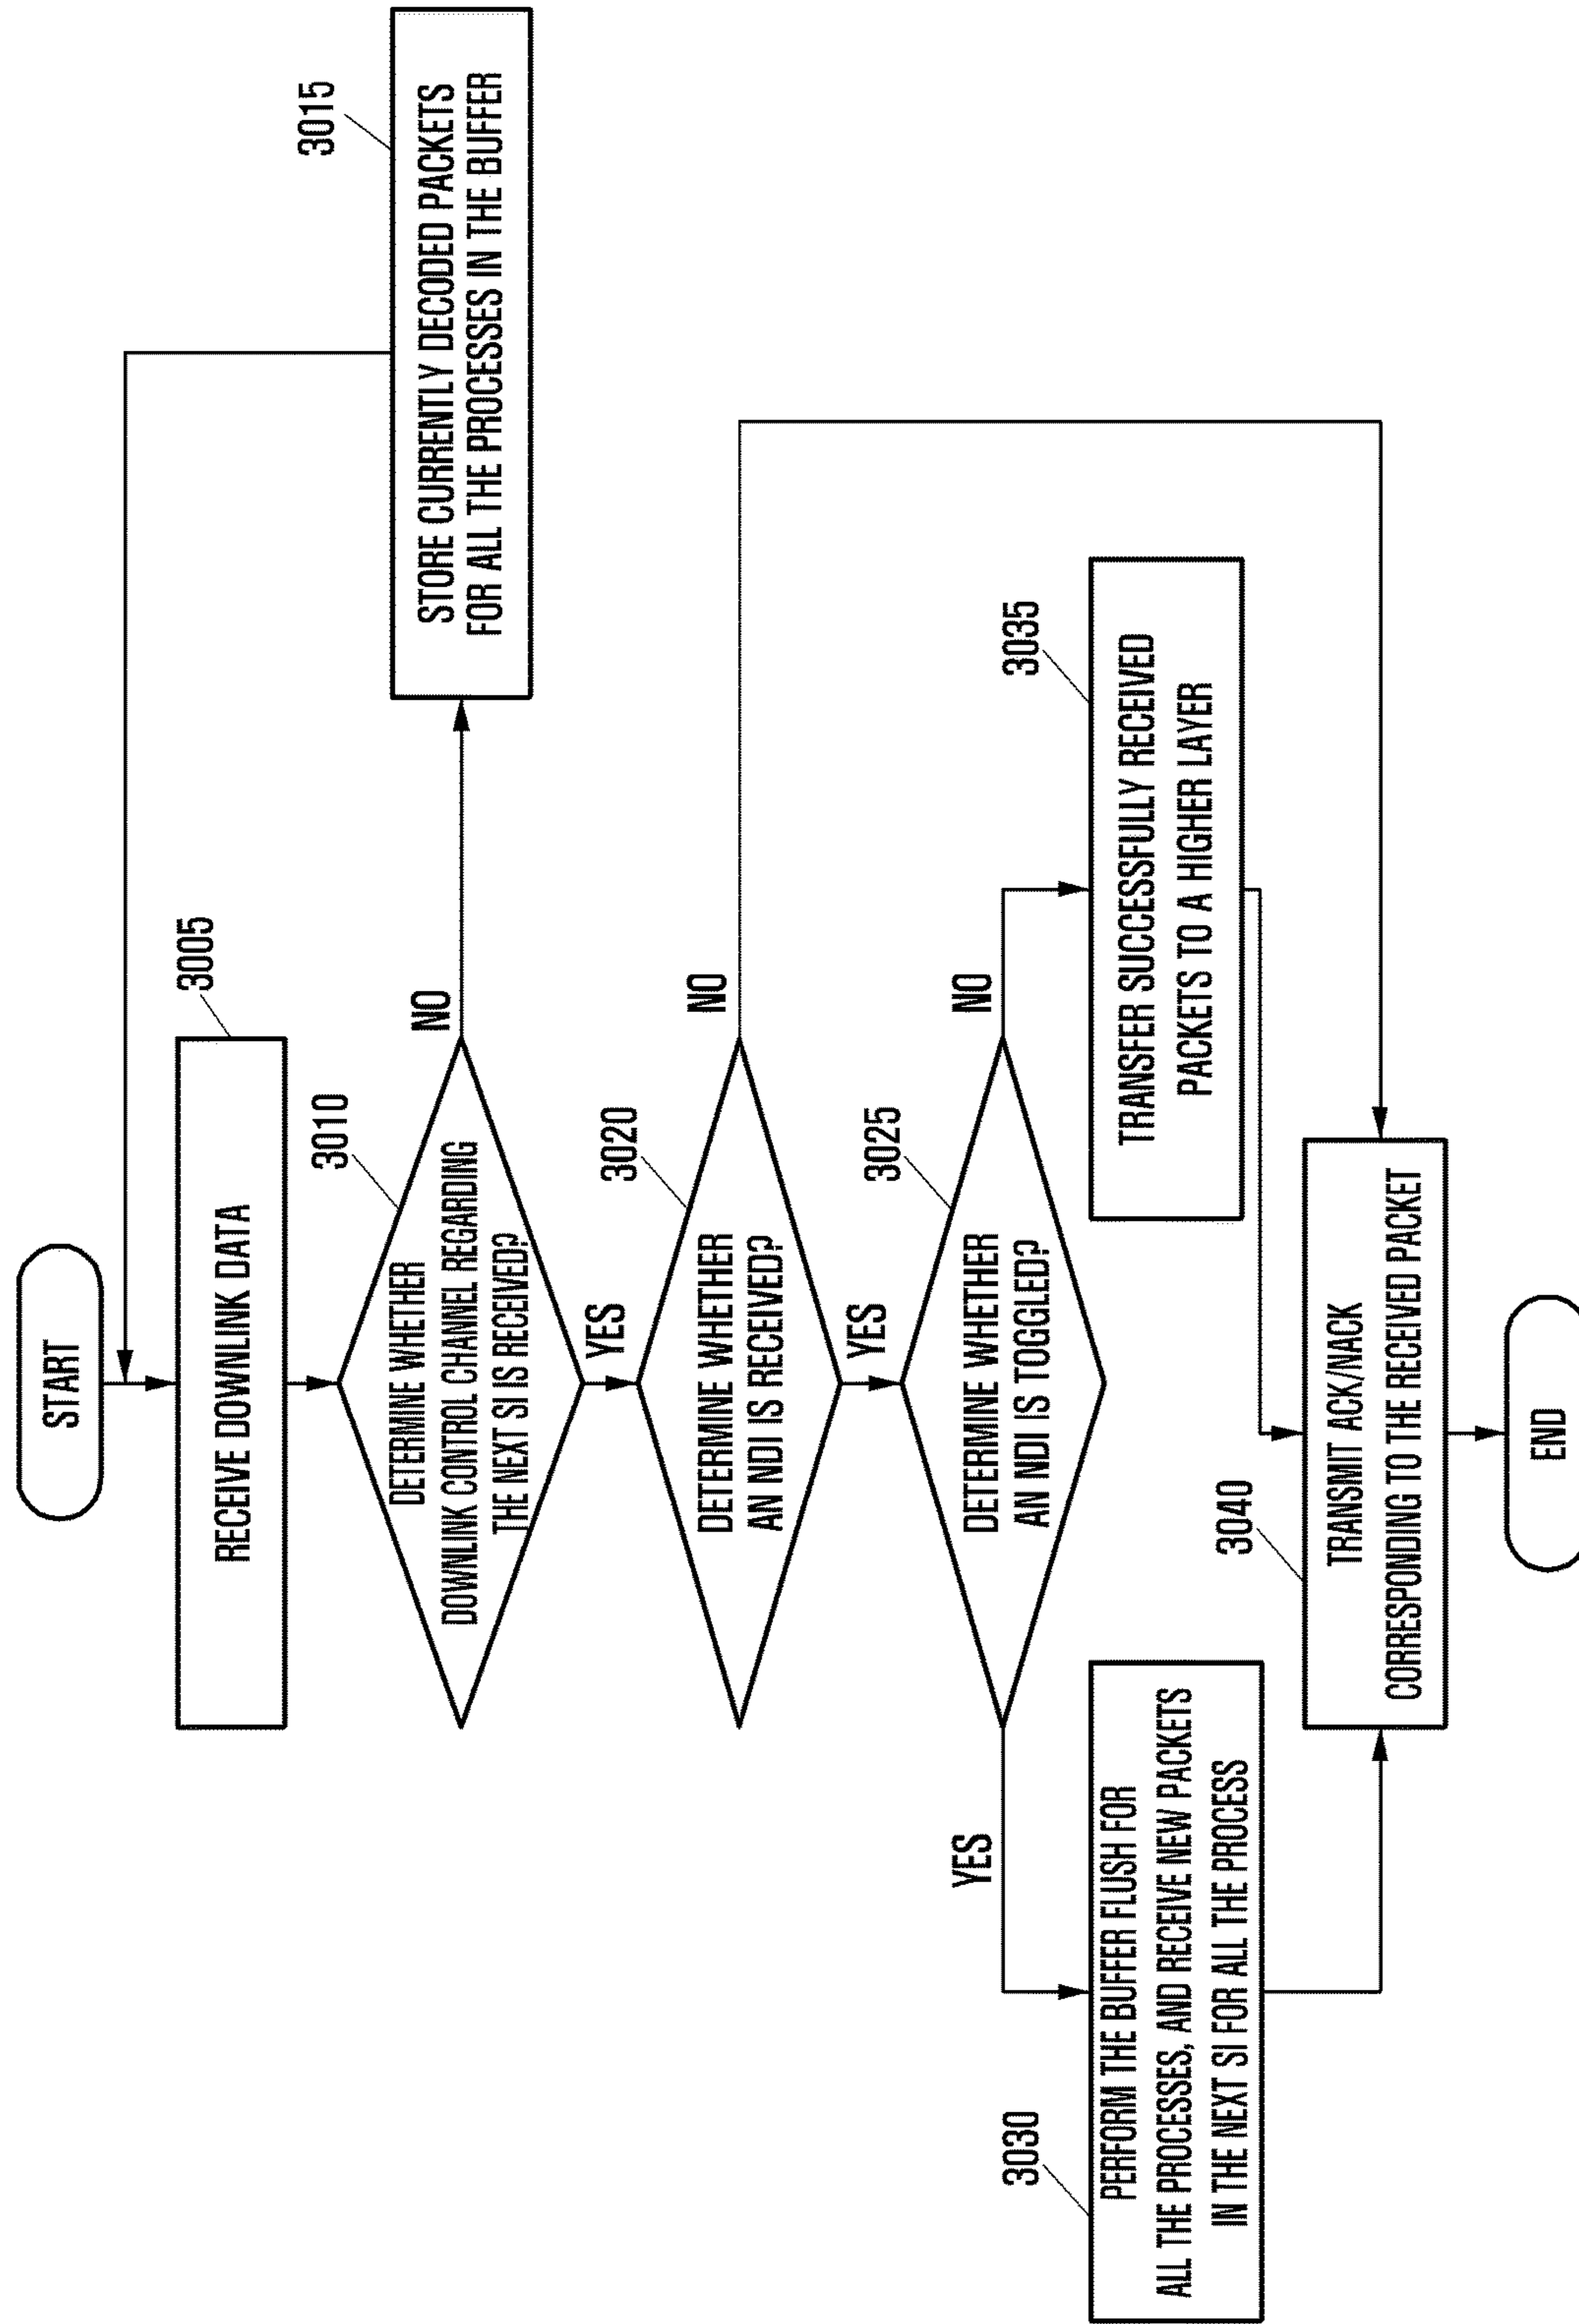 START
3005
RECEIVE DOWNLINK DATA
3010
DETERMINE WHETHER
DOWNLINK CONTROL CHANNEL REGARDING
THE NEXT SI IS RECEIVED?
NO
3015
STORE CURRENTLY DECODED PACKETS
FOR ALL THE PROCESSES IN THE BUFFER
YES
3020
DETERMINE WHETHER
AN NDI IS RECEIVED?
NO
YES
3025
DETERMINE WHETHER
AN NDI IS TOGGLED?
YES
NO
3030
PERFORM THE BUFFER FLUSH FOR
ALL THE PROCESSES, AND RECEIVE NEW PACKETS
IN THE NEXT SI FOR ALL THE PROCESS
3035
TRANSFER SUCCESSFULLY RECEIVED
PACKETS TO A HIGHER LAYER
3040
TRANSMIT ACK/NACK
CORRESPONDING TO THE RECEIVED PACKET
END